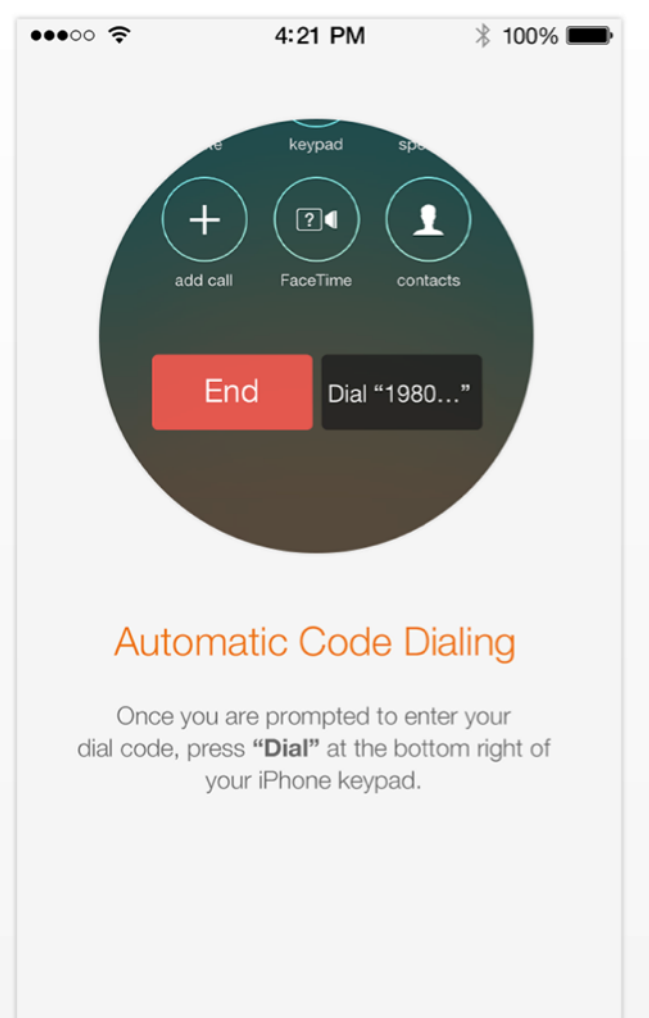 4:21 PM 100%
keypad
add call FaceTime contacts
End Dial “1980...”
Automatic Code Dialing
Once you are prompted to enter your
dial code, press “Dial” at the bottom right of
your iPhone keypad.